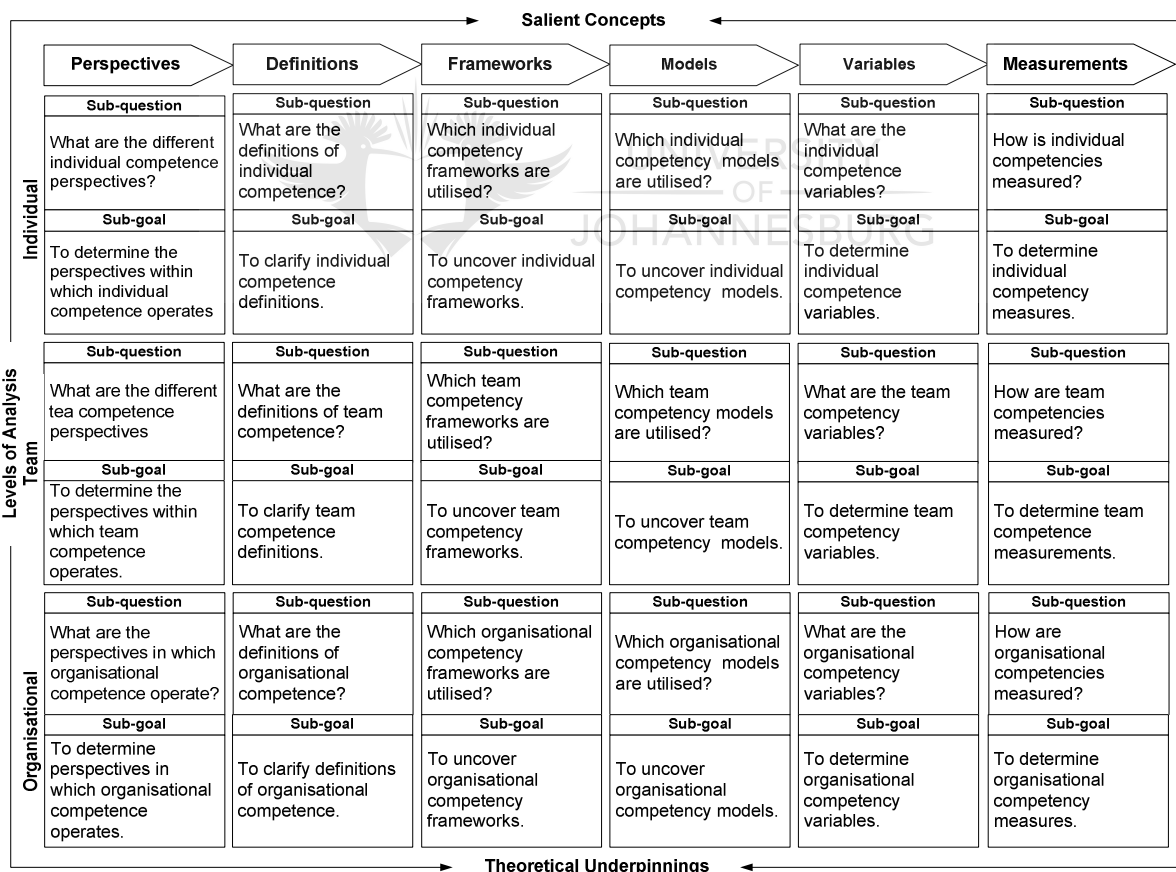 Salient Concepts
Perspectives
Definitions
Frameworks
Models
Variables
Measurements
Levels of Analysis
Individual
Sub-question
What are the different
individual competence
perspectives?
Sub-question
What are the
definitions of
individual
competence?
Sub-question
Which individual
competency
frameworks are
utilised?
Sub-question
Which individual
competency models
are utilised?
Sub-question
What are the
individual
competence
variables?
Sub-question
How is individual
competencies
measured?
UNIVERSITY
OF
JOHANNESBURG
Sub-goal
To determine the
perspectives within
which individual
competence operates
Sub-goal
To clarify individual
competence
definitions.
Sub-goal
To uncover individual
competency
frameworks.
Sub-goal
To uncover individual
competency models.
Sub-goal
To determine
individual
competence
variables.
Sub-goal
To determine
individual
competency
measures.
Team
Sub-question
What are the different
tea competence
perspectives
Sub-question
What are the
definitions of team
competence?
Sub-question
Which team
competency
frameworks are
utilised?
Sub-question
Which team
competency models
are utilised?
Sub-question
What are the team
competency
variables?
Sub-question
How are team
competencies
measured?
Sub-goal
To determine the
perspectives within
which team
competence
operates.
Sub-goal
To clarify team
competence
definitions.
Sub-goal
To uncover team
competency
frameworks.
Sub-goal
To uncover team
competency models.
Sub-goal
To determine team
competency
variables.
Sub-goal
To determine team
competence
measurements.
Organisational
Sub-question
What are the
perspectives in which
organisational
competence operate?
Sub-question
What are the
definitions of
organisational
competence?
Sub-question
Which organisational
competency
frameworks are
utilised?
Sub-question
Which organisational
competency models
are utilised?
Sub-question
What are the
organisational
competency
variables?
Sub-question
How are
organisational
competencies
measured?
Sub-goal
To determine
perspectives in
which organisational
competence
operates.
Sub-goal
To clarify definitions
of organisational
competence.
Sub-goal
To uncover
organisational
competency
frameworks.
Sub-goal
To uncover
organisational
competency models.
Sub-goal
To determine
organisational
competency
variables.
Sub-goal
To determine
organisational
competency
measures.
Theoretical Underpinnings